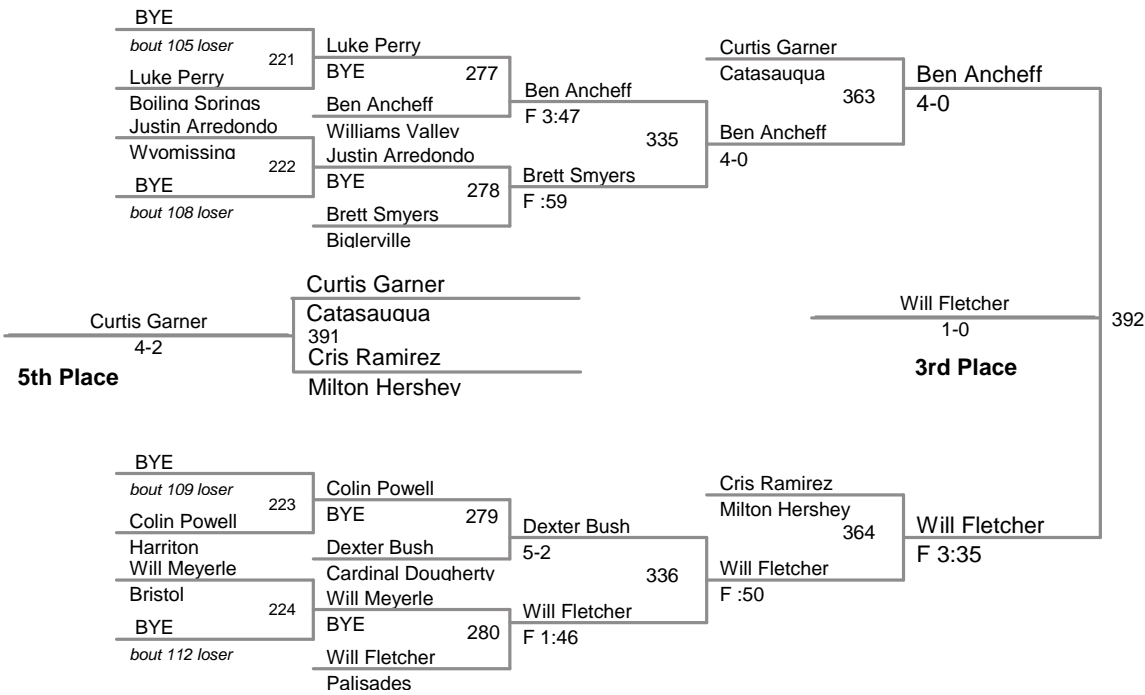 BYE
bout 105 loser
221
Luke Perry
Boiling Springs
Justin Arredondo
Wyomissing
222
BYE
bout 108 loser
Luke Perry
BYE
277
Ben Ancheff
Williams Valley
Justin Arredondo
BYE
278
Brett Smyers
Biglerville
Ben Ancheff
F 3:47
335
Brett Smyers
F :59
Curtis Garner
Catasauqua
363
Ben Ancheff
4-0
Ben Ancheff
4-0
Curtis Garner
Catasauqua
391
Cris Ramirez
Milton Hershey
Curtis Garner
4-2
5th Place
Will Fletcher
1-0
3rd Place
392
BYE
bout 109 loser
223
Colin Powell
Harriton
Will Meyerle
Bristol
224
BYE
bout 112 loser
Colin Powell
BYE
279
Dexter Bush
Cardinal Dougherty
Will Meyerle
BYE
280
Will Fletcher
Palisades
Dexter Bush
5-2
336
Will Fletcher
F 1:46
Cris Ramirez
Milton Hershey
364
Will Fletcher
F :50
Will Fletcher
F 3:35